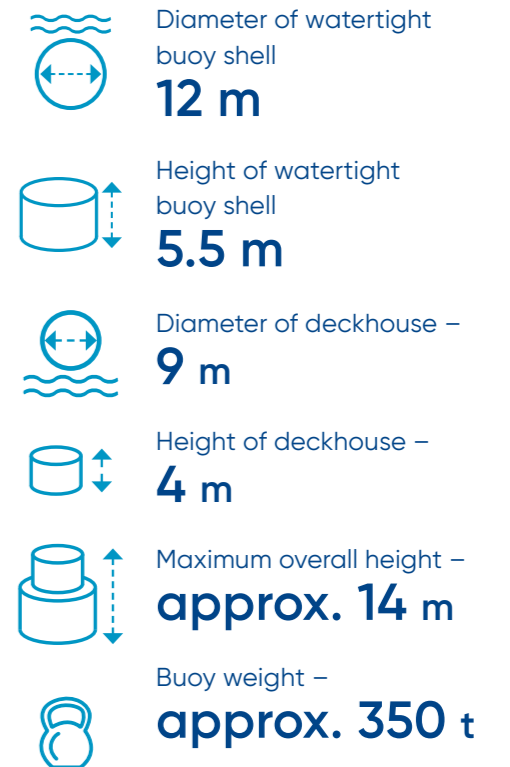 Diameter of watertight
buoy shell
12 m
Height of watertight
buoy shell
5.5 m
Diameter of deckhouse –
9 m
Height of deckhouse –
4 m
Maximum overall height –
approx. 14 m
Buoy weight –
approx. 350 t